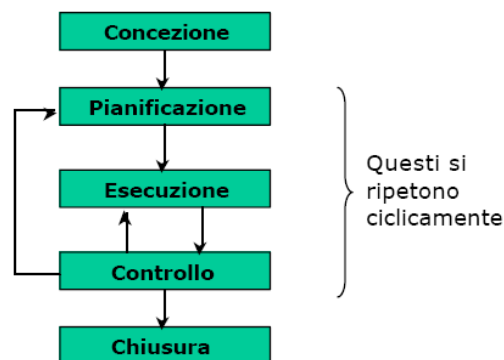 Concezione
Pianificazione
Esecuzione
Controllo
Chiusura
Questi si
ripetono
ciclicamente